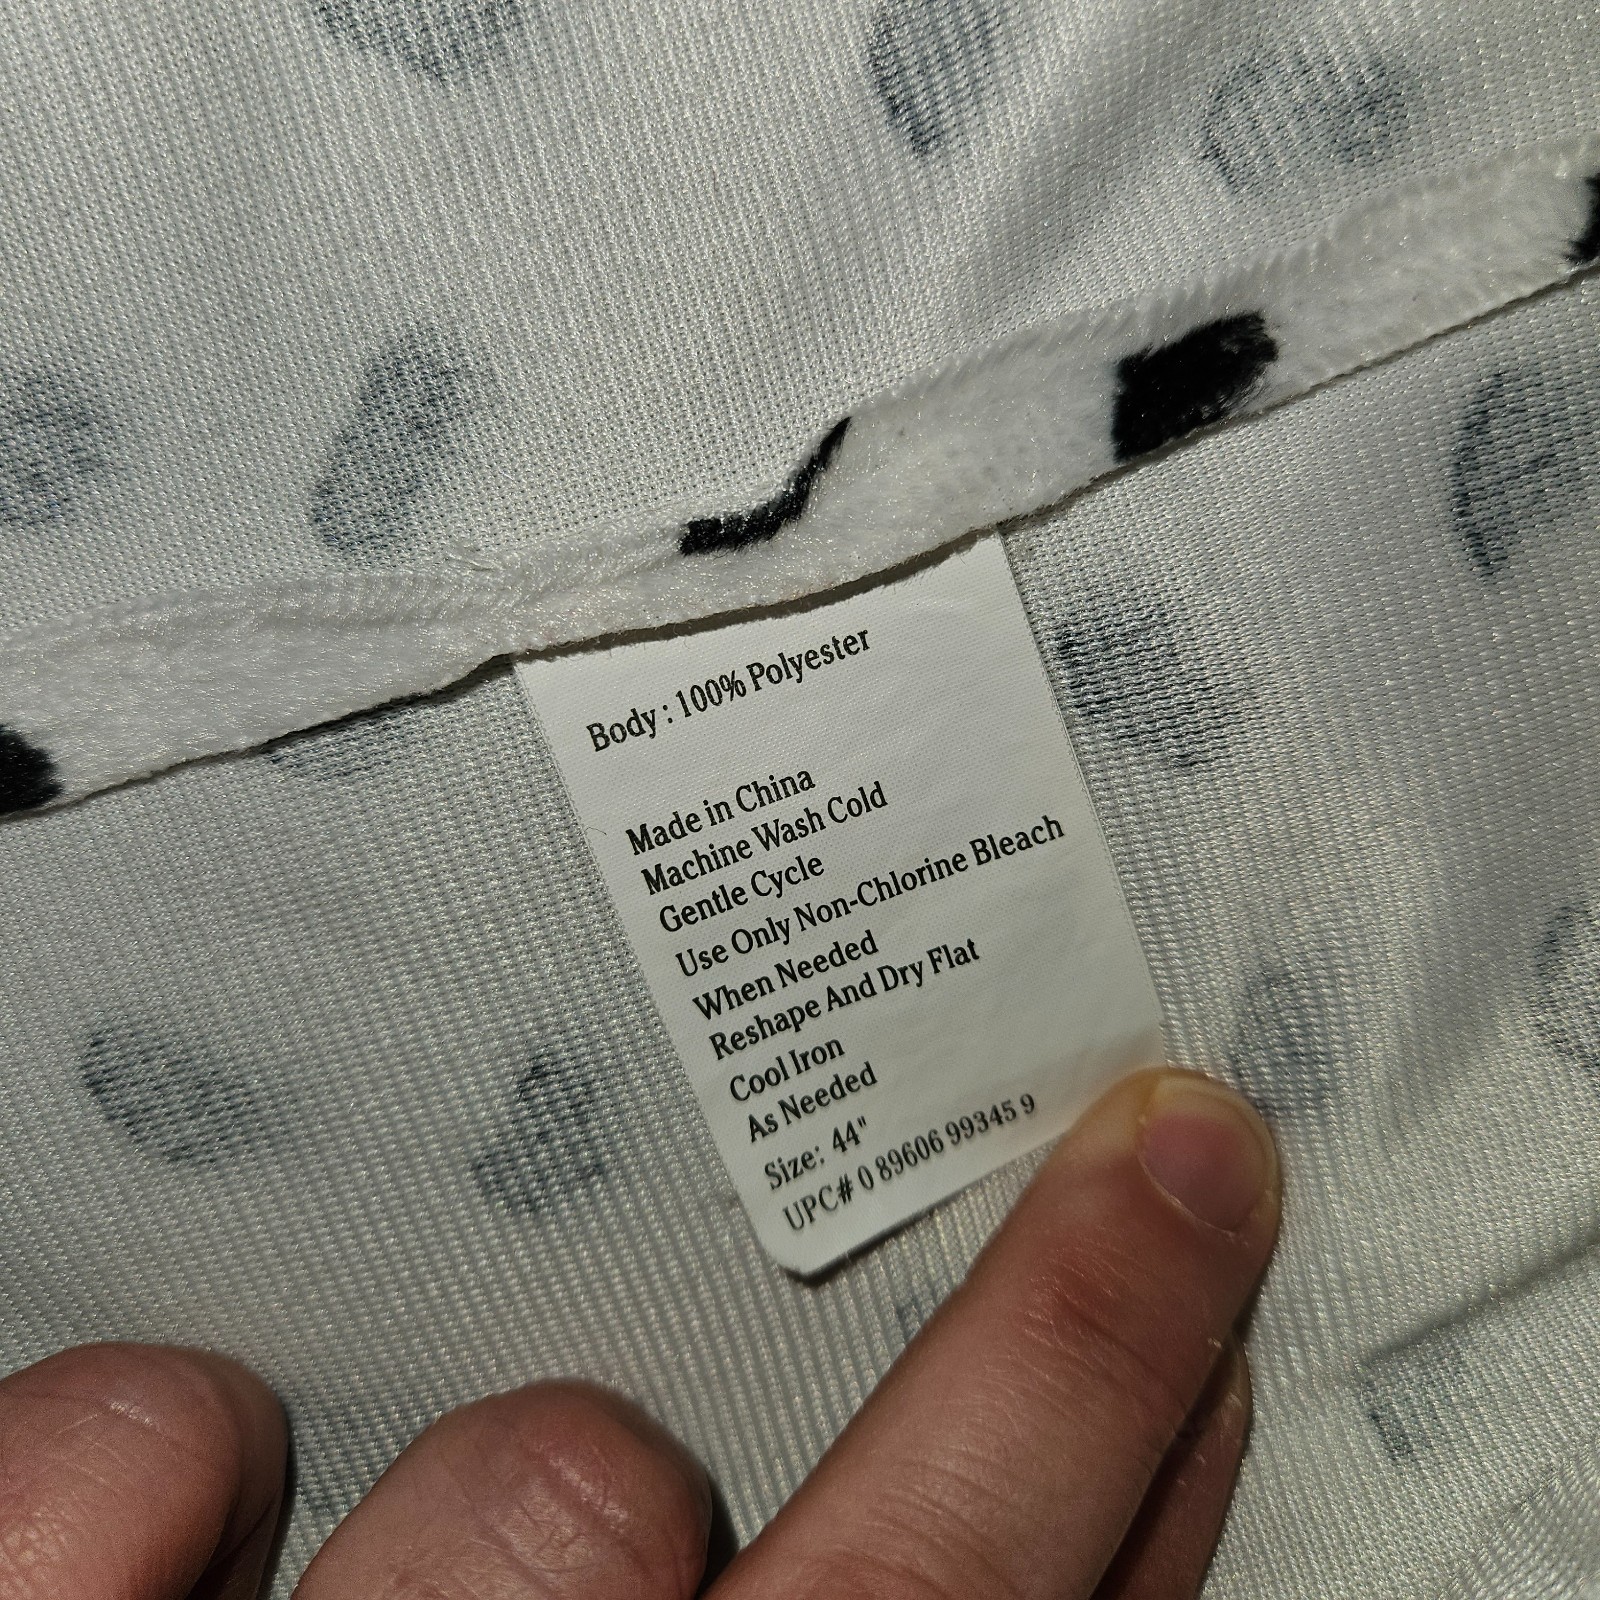 Body : 100% Polyester
Made in China
Machine Wash Cold
Gentle Cycle
Use Only Non-Chlorine Bleach
When Needed
Reshape And Dry Flat
Cool Iron
As Needed
Size: 44"
UPC# 0 89606 99345 9